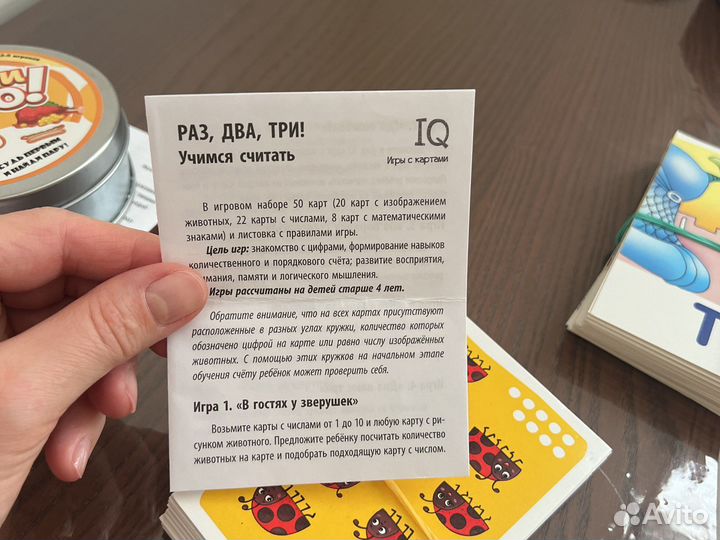 РАЗ, ДВА, ТРИ!
Учимся считать
IQ
Игры с картами
В игровом наборе 50 карт (20 карт с изображением
животных, 22 карты с числами, 8 карт с математическими
знаками) и листовка с правилами игры.
Цель игр: знакомство с цифрами, формирование навыков
количественного и порядкового счёта; развитие восприятия,
внимания, памяти и логического мышления.
Игры рассчитаны на детей старше 4 лет.
Обратите внимание, что на всех картах присутствуют
расположенные в разных углах кружки, количество которых
обозначено цифрой на карте или равно числу изображённых
животных. С помощью этих кружков на начальном этапе
обучения счёту ребёнок может проверить себя.
Игра 1. «В гостях у зверушек»
Возьмите карты с числами от 1 до 10 и любую карту с ри-
сунком животного. Предложите ребёнку посчитать количество
животных на карте и подобрать подходящую карту с числом.
И НАЙДИ ПАРУ!
Т
Avito